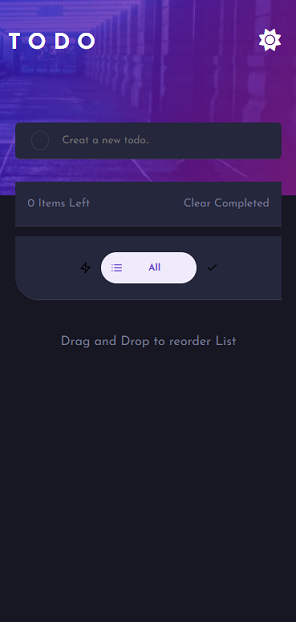 TODO
Creat a new todo..
0 Items Left Clear Completed
All
Drag and Drop to reorder List